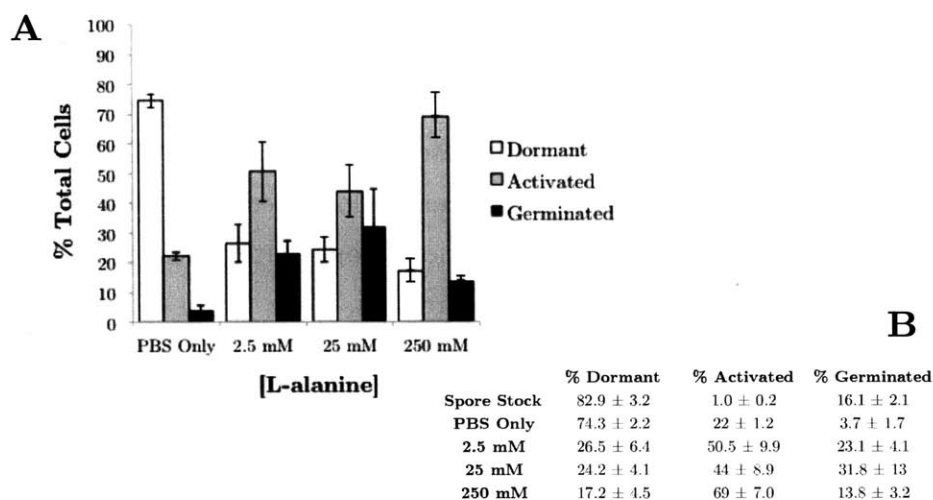 A
100
90
80
70
60
50
40
30
20
10
0
% Total Cells
Dormant
Activated
Germinated
PBS Only 2.5 mM 25 mM 250 mM
[L-alanine]
B
% Dormant % Activated % Germinated
Spore Stock 82.9 ± 3.2 1.0 ± 0.2 16.1 ± 2.1
PBS Only 74.3 ± 2.2 22 ± 1.2 3.7 ± 1.7
2.5 mM 26.5 ± 6.4 50.5 ± 9.9 23.1 ± 4.1
25 mM 24.2 ± 4.1 44 ± 8.9 31.8 ± 13
250 mM 17.2 ± 4.5 69 ± 7.0 13.8 ± 3.2